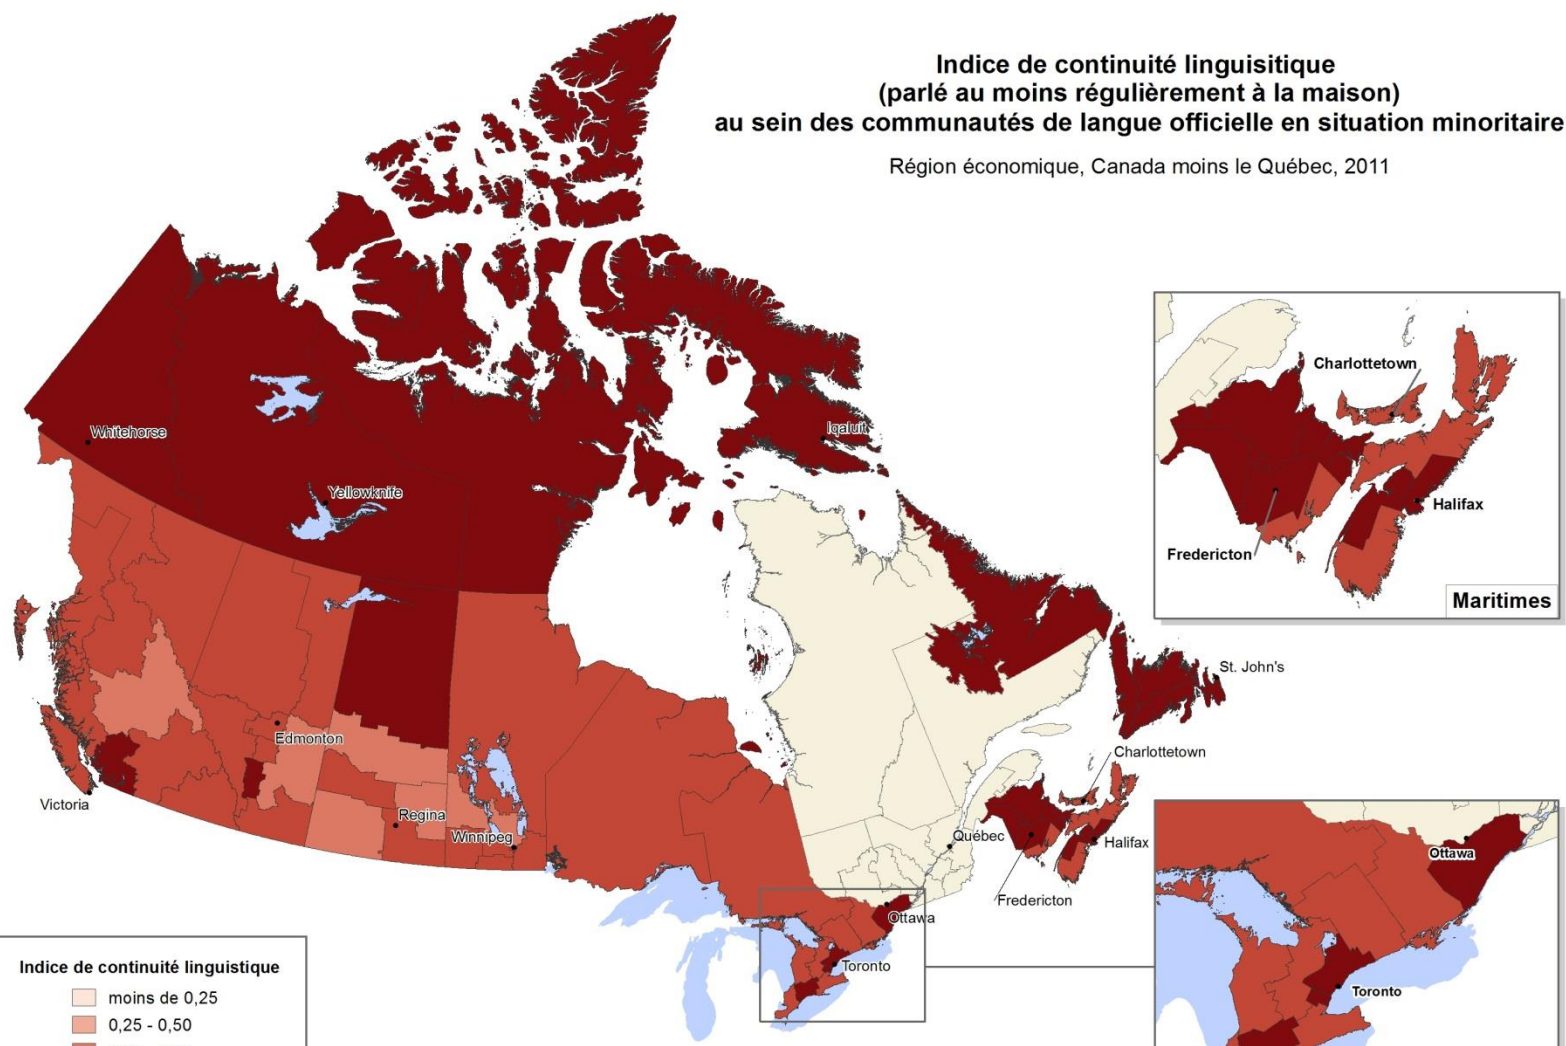 Indice de continuité linguisitique
(parlé au moins régulièrement à la maison)
au sein des communautés de langue officielle en situation minoritaire
Région économique, Canada moins le Québec, 2011
Charlottetown
Halifax
Fredericton
Maritimes
Whitehorse
Iqaluit
Yellowknife
St. John's
Edmonton
Charlottetown
Victoria
Regina
Winnipeg
Québec
Halifax
Fredericton
Ottawa
Toronto
Ottawa
Toronto
Indice de continuité linguistique
moins de 0,25
0,25 - 0,50